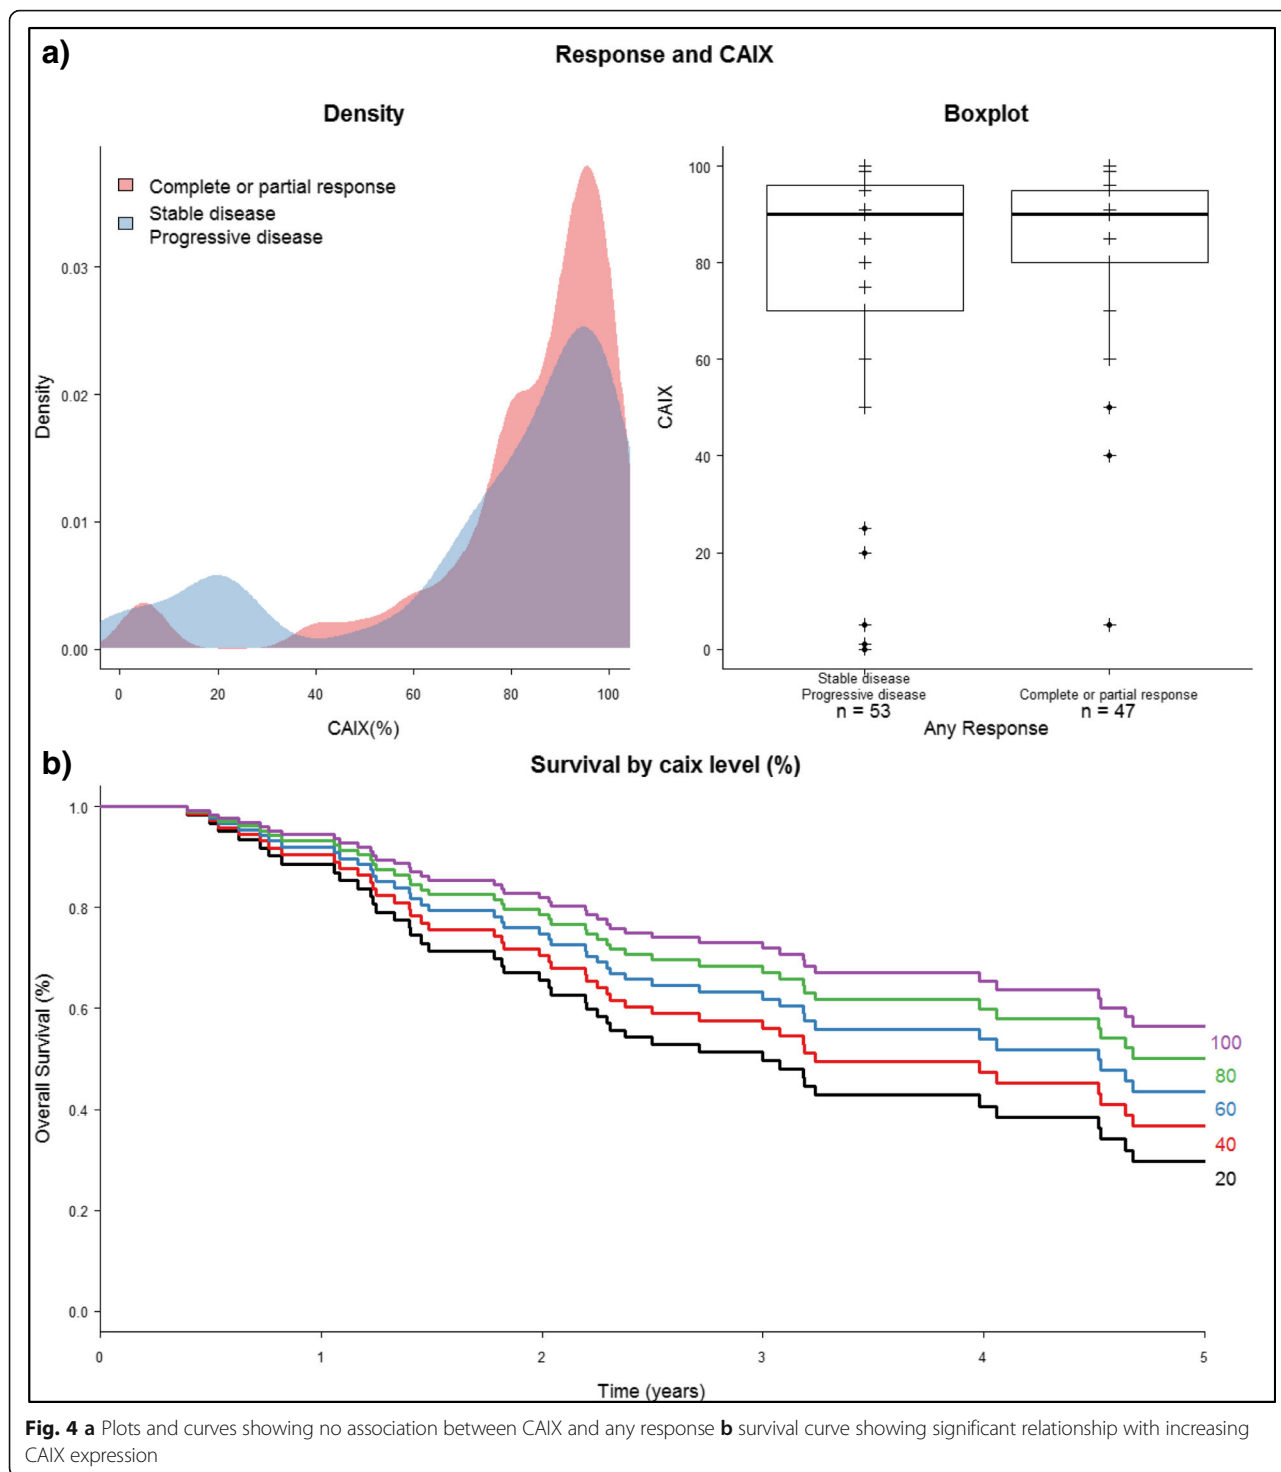 a)
Response and CAIX
Density
Complete or partial response
Stable disease
Progressive disease
0.03
0.02
0.01
0.00
Density
0
20
40
60
80
100
CAIX(%)
Boxplot
100
80
60
40
20
0
CAIX
Stable disease
Progressive disease
n = 53
Complete or partial response
n = 47
Any Response
b)
Survival by caix level (%)
1.0
0.8
0.6
0.4
0.2
0.0
Overall Survival (%)
100
80
60
40
20
0
1
2
3
4
5
Time (years)
Fig. 4 a Plots and curves showing no association between CAIX and any response b survival curve showing significant relationship with increasing
CAIX expression